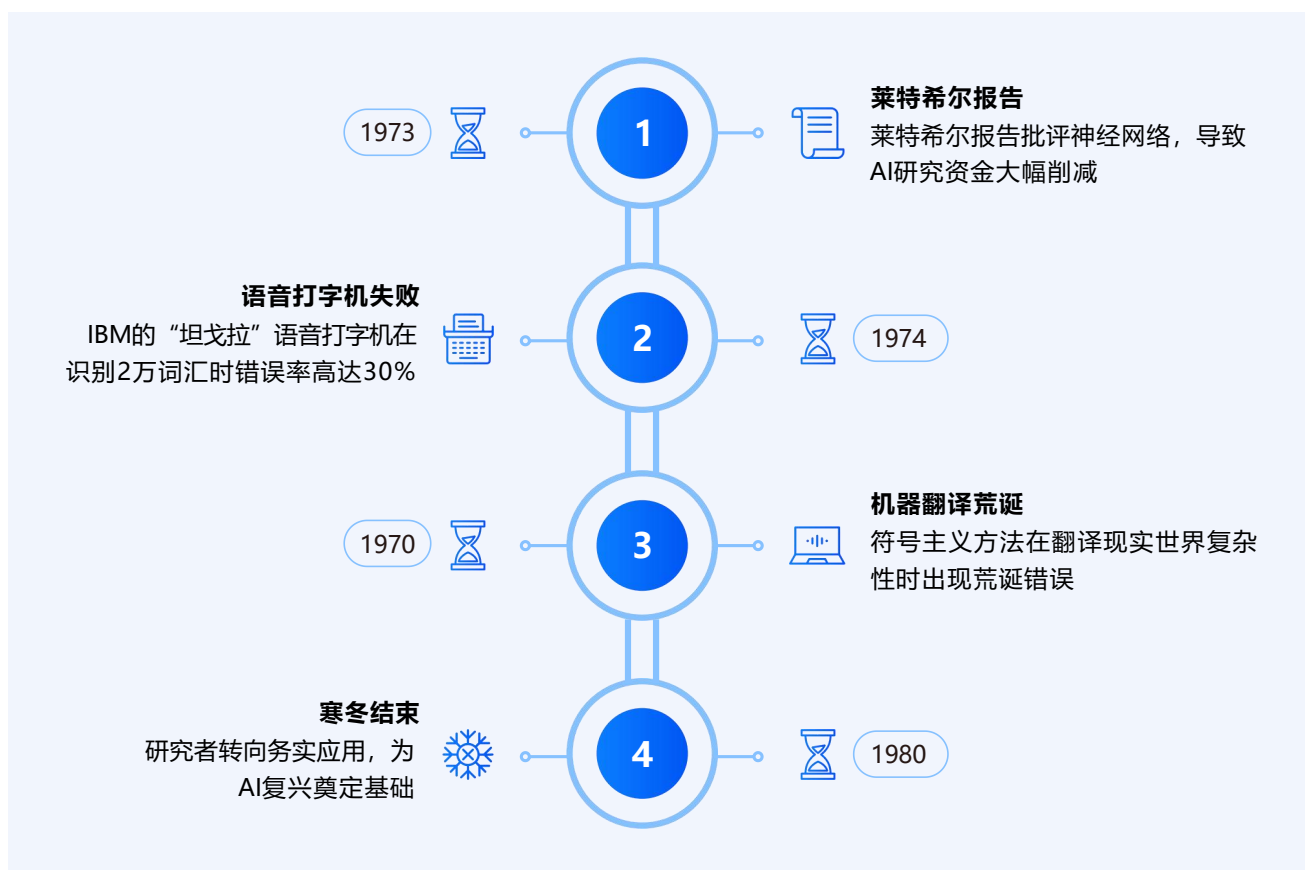 1973
1
莱特希尔报告
莱特希尔报告批评神经网络，导致
AI研究资金大幅削减
语音打字机失败
IBM的“坦戈拉”语音打字机在
识别2万词汇时错误率高达30%
2
1974
1970
3
机器翻译荒诞
符号主义方法在翻译现实世界复杂
性时出现荒诞错误
寒冬结束
研究者转向务实应用，为
AI复兴奠定基础
4
1980